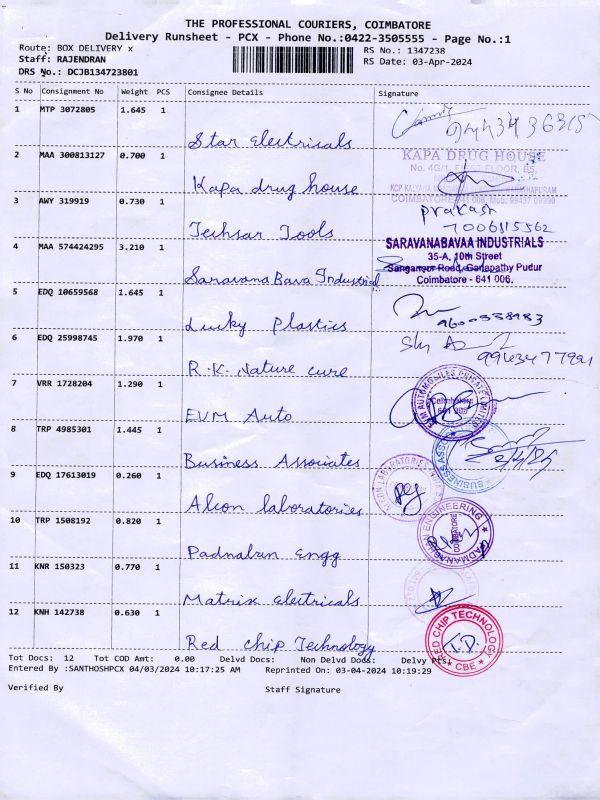 THE PROFESSIONAL COURIERS, COIMBATORE
Delivery Runsheet - PCX - Phone No.:0422-3505555 - Page No.:1
Route: BOX DELIVERY x
RS No.: 1347238
Staff: RAJENDRAN
RS Date: 03-Apr-2024
DRS No.: DCJB134723801
S No Consignment No Weight PCS Consignee Details Signature
1 MTP 3072805 1.645 1
Star Electricals
2 MAA 300813127 0.700 1
KAPA DRUG HOUSE
Kapa drug house
COIMBATORE
3 AWY 319919 0.730 1
prakash
7006815562
Techsar Tools
4 MAA 574424295 3.210 1
SARAVANABAVAA INDUSTRIALS
35-A, 10th Street
Sanganoor Road, Ganapathy Pudur
Coimbatore - 641 006.
Saravana Bava Industrial
5 EDQ 10659568 1.645 1
Lucky Plastics
6 EDQ 25998745 1.970 1
R.K. Nature cure
7 VRR 1728204 1.290 1
EVM Auto
8 TRP 4985301 1.445 1
Business Associates
9 EDQ 17613019 0.260 1
Alcon laboratories
10 TRP 1508192 0.820 1
ENGINEERING
COIMBATORE
Padnaban Engg
11 KNR 150323 0.770 1
Matrix Electricals
12 KNH 142738 0.630 1
RED CHIP TECHNOLOGY
CBE
Red chip Technology
Tot Docs: 12 Tot COD Amt: 0.00 Delvd Docs: Non Delvd Docs: Delvy Pts:
Entered By :SANTHOSHPCX 04/03/2024 10:17:25 AM Reprinted On: 03-04-2024 10:19:29
Verified By Staff Signature